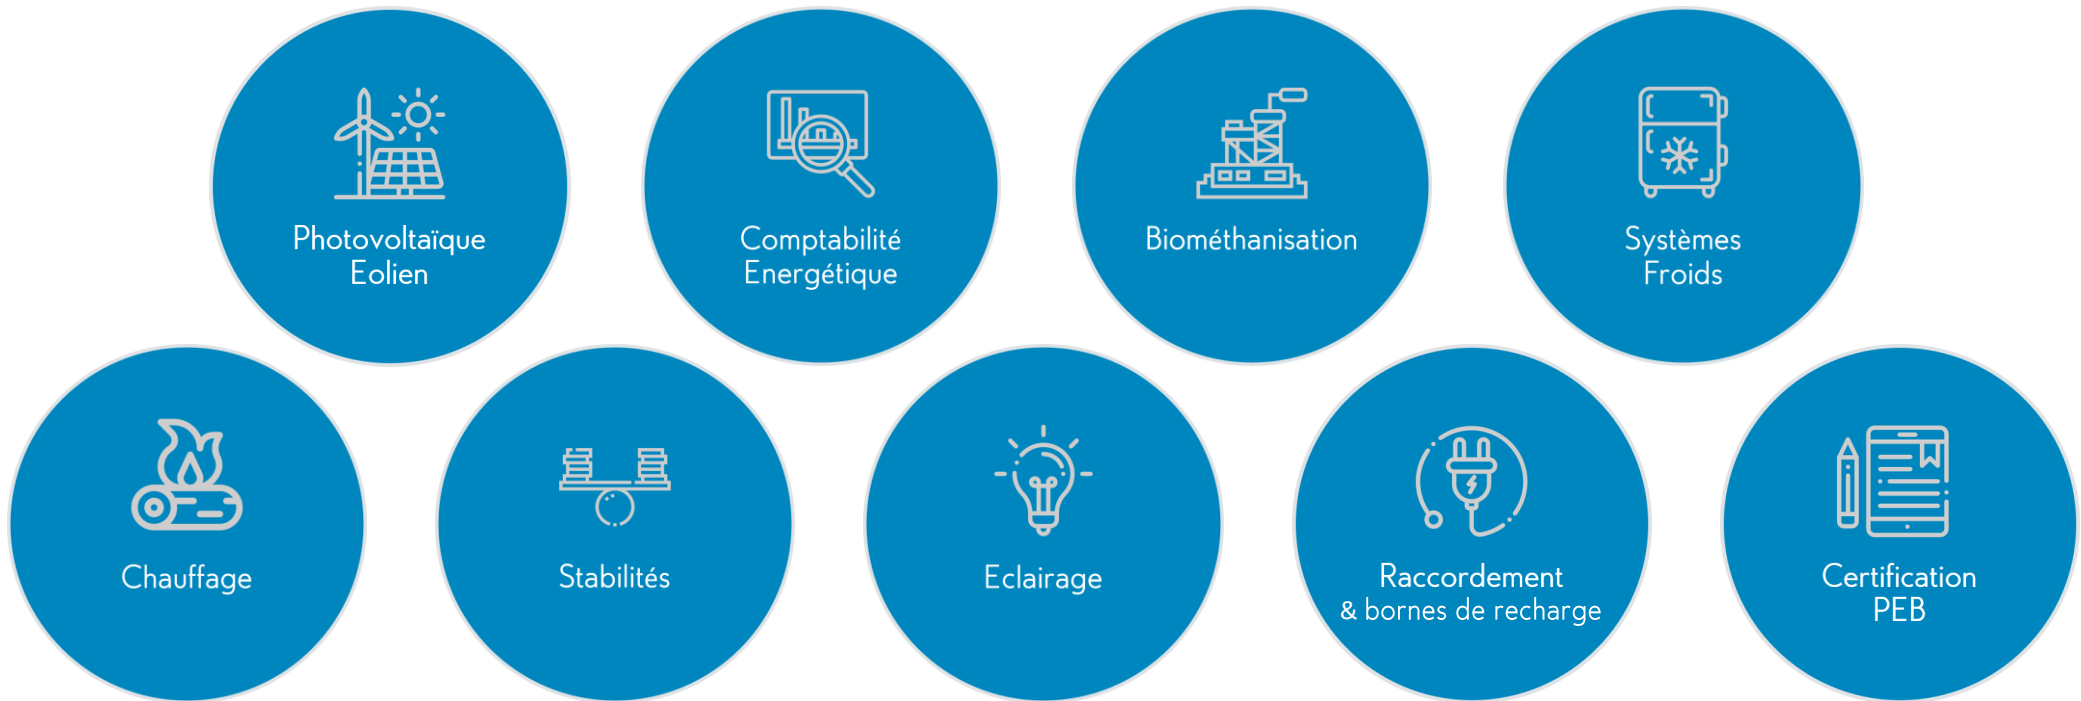 Photovoltaïque
Eolien
Comptabilité
Energétique
Biométhanisation
Systèmes
Froids
Chauffage
Stabilités
Eclairage
Raccordement
& bornes de recharge
Certification
PEB